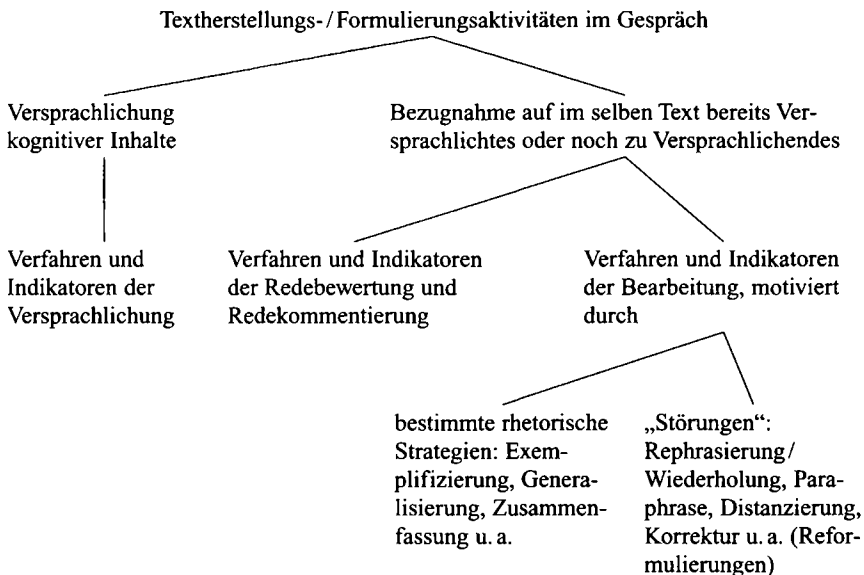 Textherstellungs-/Formulierungsaktivitäten im Gespräch
Versprachlichung
kognitiver Inhalte
Bezugnahme auf im selben Text bereits Ver-
sprachlichtes oder noch zu Versprachlichendes
Verfahren und
Indikatoren der
Versprachlichung
Verfahren und Indikatoren
der Redebewertung und
Redekommentierung
Verfahren und Indikatoren
der Bearbeitung, motiviert
durch
bestimmte rhetorische
Strategien: Exem-
plifizierung, Genera-
lisierung, Zusammen-
fassung u. a.
„Störungen“:
Rephrasierung/
Wiederholung, Para-
phrase, Distanzierung,
Korrektur u. a. (Refor-
mulierungen)